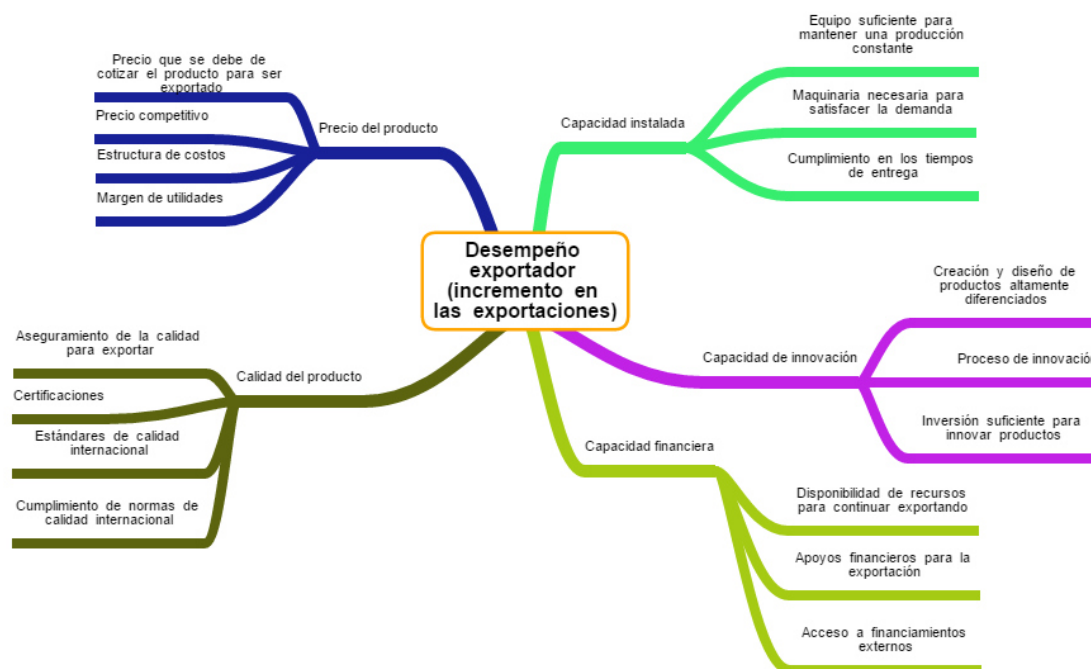 Precio que se debe de
cotizar el producto para ser
exportado
Precio competitivo
Estructura de costos
Margen de utilidades
Precio del producto
Equipo suficiente para
mantener una producción
constante
Maquinaria necesaria para
satisfacer la demanda
Cumplimiento en los tiempos
de entrega
Capacidad instalada
Desempeño
exportador
(incremento en
las exportaciones)
Creación y diseño de
productos altamente
diferenciados
Proceso de innovación
Inversión suficiente para
innovar productos
Capacidad de innovación
Aseguramiento de la calidad
para exportar
Certificaciones
Estándares de calidad
internacional
Cumplimiento de normas de
calidad internacional
Calidad del producto
Capacidad financiera
Disponibilidad de recursos
para continuar exportando
Apoyos financieros para la
exportación
Acceso a financiamientos
externos